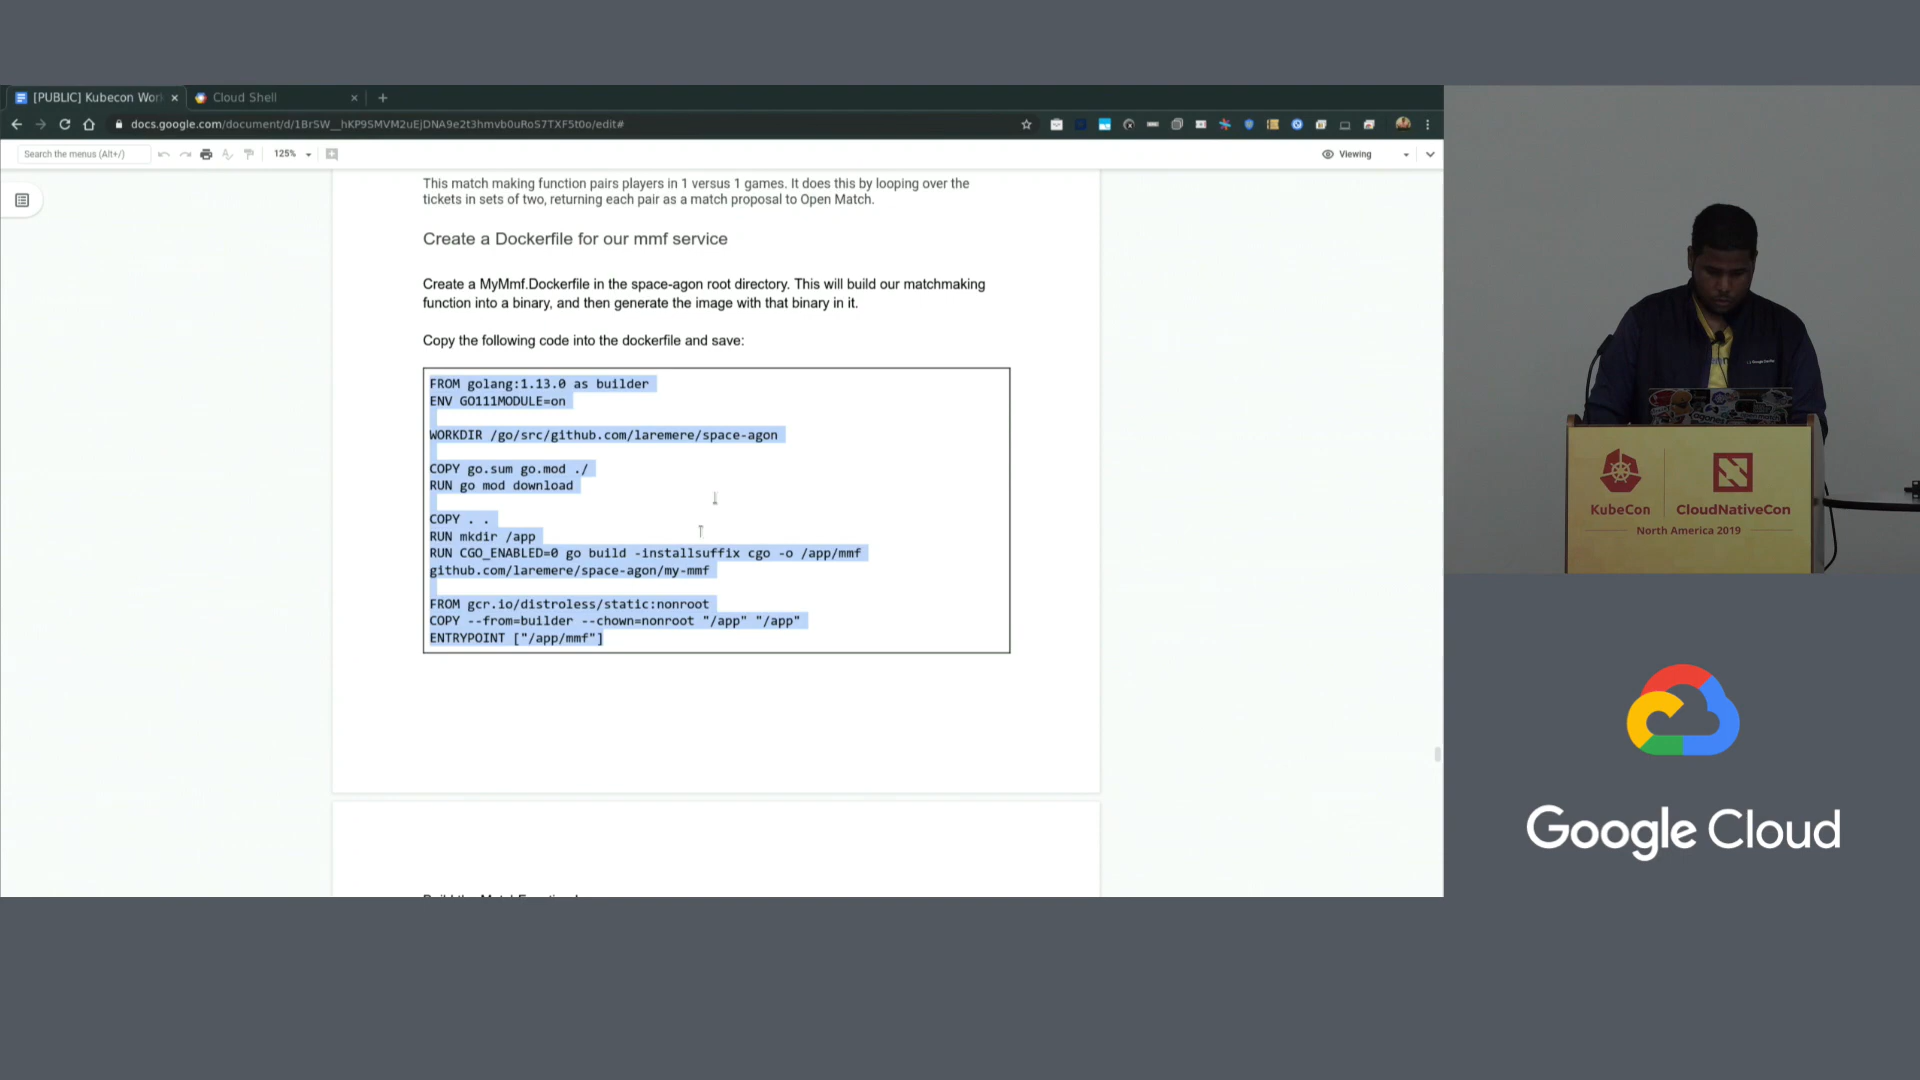 [PUBLIC] Kubecon Wor
Cloud Shell
docs.google.com/document/d/1BrSW__hKP9SMVM2uEjDNA9e2t3hmvb0uRoS7TXF5t0o/edit#
Search the menus (Alt+/)
125%
Viewing
This match making function pairs players in 1 versus 1 games. It does this by looping over the
tickets in sets of two, returning each pair as a match proposal to Open Match.
Create a Dockerfile for our mmf service
Create a MyMmf.Dockerfile in the space-agon root directory. This will build our matchmaking
function into a binary, and then generate the image with that binary in it.
Copy the following code into the dockerfile and save:
FROM golang:1.13.0 as builder
ENV GO111MODULE=on
WORKDIR /go/src/github.com/laremere/space-agon
COPY go.sum go.mod ./
RUN go mod download
COPY . .
RUN mkdir /app
RUN CGO_ENABLED=0 go build -installsuffix cgo -o /app/mmf
github.com/laremere/space-agon/my-mmf
FROM gcr.io/distroless/static:nonroot
COPY --from=builder --chown=nonroot "/app" "/app"
ENTRYPOINT ["/app/mmf"]
KubeCon
CloudNativeCon
North America 2019
Google Cloud